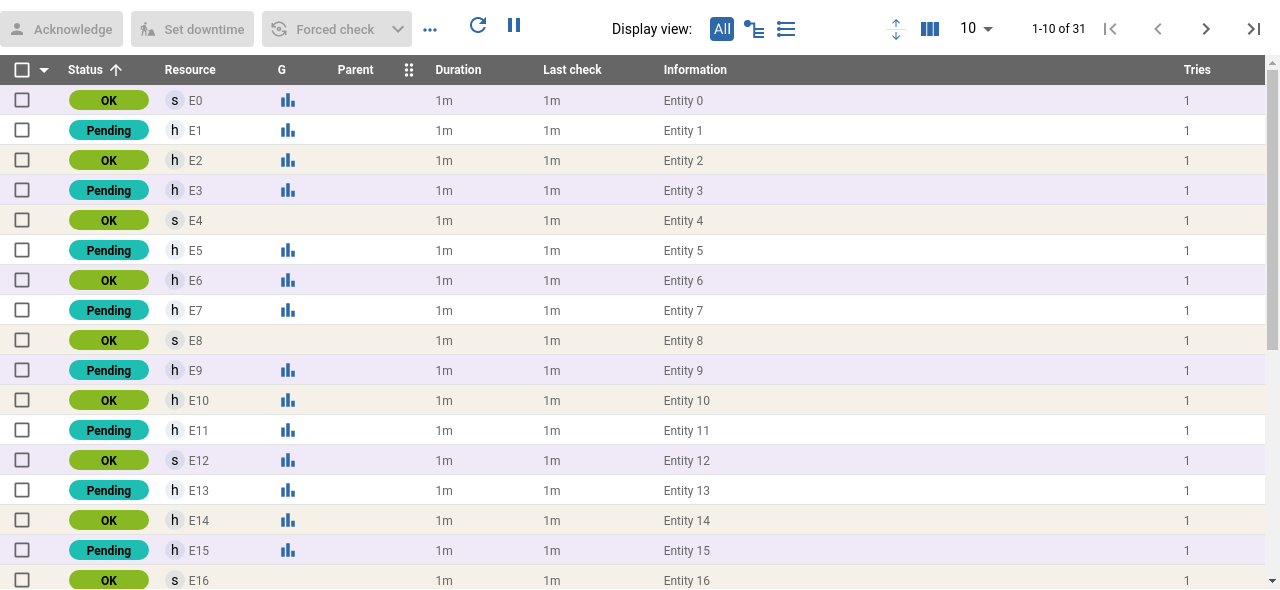 Acknowledge Set downtime Forced check Display view: All 10 1-10 of 31
Status Resource G Parent Duration Last check Information Tries
OK s E0 1m 1m Entity 0 1
Pending h E1 1m 1m Entity 1 1
OK h E2 1m 1m Entity 2 1
Pending h E3 1m 1m Entity 3 1
OK s E4 1m 1m Entity 4 1
Pending h E5 1m 1m Entity 5 1
OK h E6 1m 1m Entity 6 1
Pending h E7 1m 1m Entity 7 1
OK s E8 1m 1m Entity 8 1
Pending h E9 1m 1m Entity 9 1
OK h E10 1m 1m Entity 10 1
Pending h E11 1m 1m Entity 11 1
OK s E12 1m 1m Entity 12 1
Pending h E13 1m 1m Entity 13 1
OK h E14 1m 1m Entity 14 1
Pending h E15 1m 1m Entity 15 1
OK s E16 1m 1m Entity 16 1